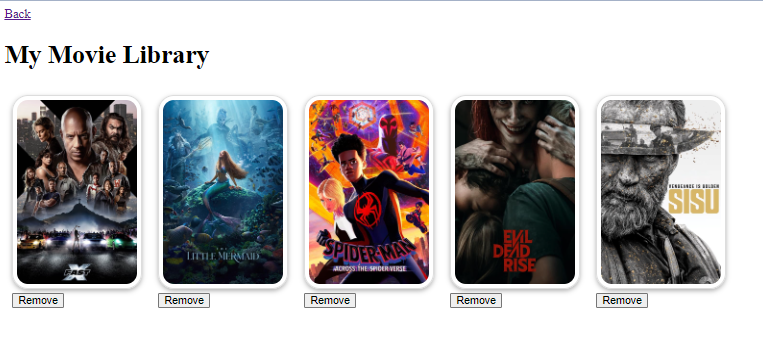 Back
My Movie Library
THE
LITTLE MERMAID
SPIDER-MAN
ACROSS THE SPIDER-VERSE
EVIL
DEAD
RISE
VENGEANCE IS GOLDEN
SISU
Remove Remove Remove Remove Remove